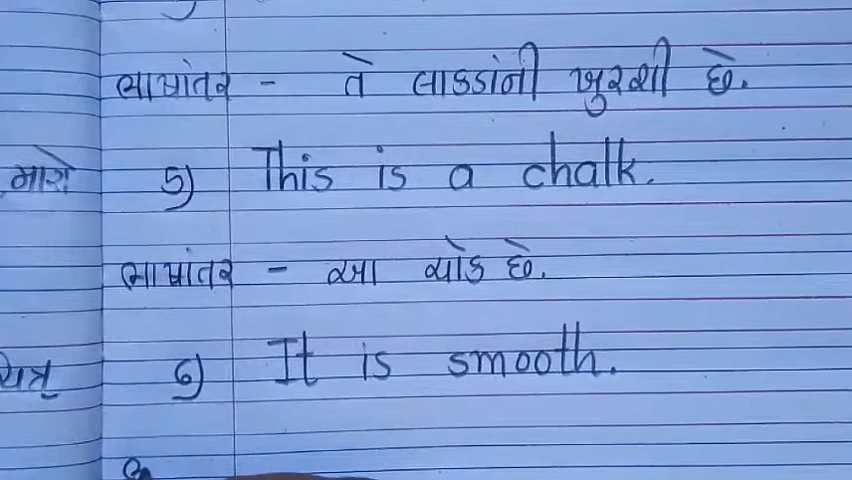 ભાષાંતર - તે લાકડાંની ખુરશી છે.
5) This is a chalk.
ભાષાંતર - આ ચોક છે.
6) It is smooth.